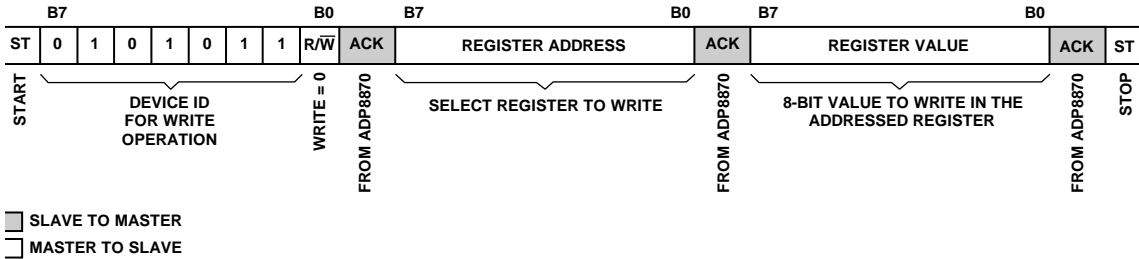 B7 B0 B7 B0 B7 B0
ST 0 1 0 1 0 1 1 R/W̅ ACK REGISTER ADDRESS ACK REGISTER VALUE ACK ST
START
DEVICE ID
FOR WRITE
OPERATION
WRITE = 0
FROM ADP8870
SELECT REGISTER TO WRITE
FROM ADP8870
8-BIT VALUE TO WRITE IN THE
ADDRESSED REGISTER
FROM ADP8870
STOP
SLAVE TO MASTER
MASTER TO SLAVE